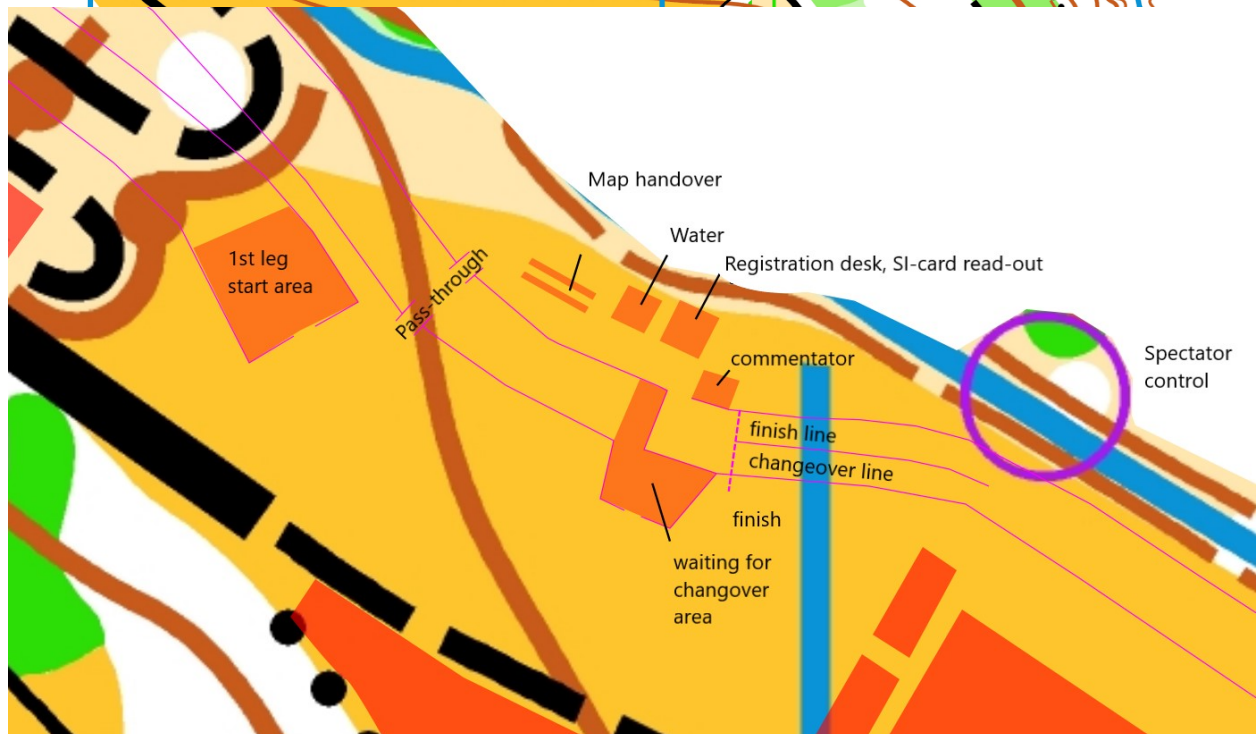 Map handover
Water
Registration desk, SI-card read-out
1st leg
start area
Pass-through
commentator
Spectator
control
finish line
changeover line
finish
waiting for
changover
area